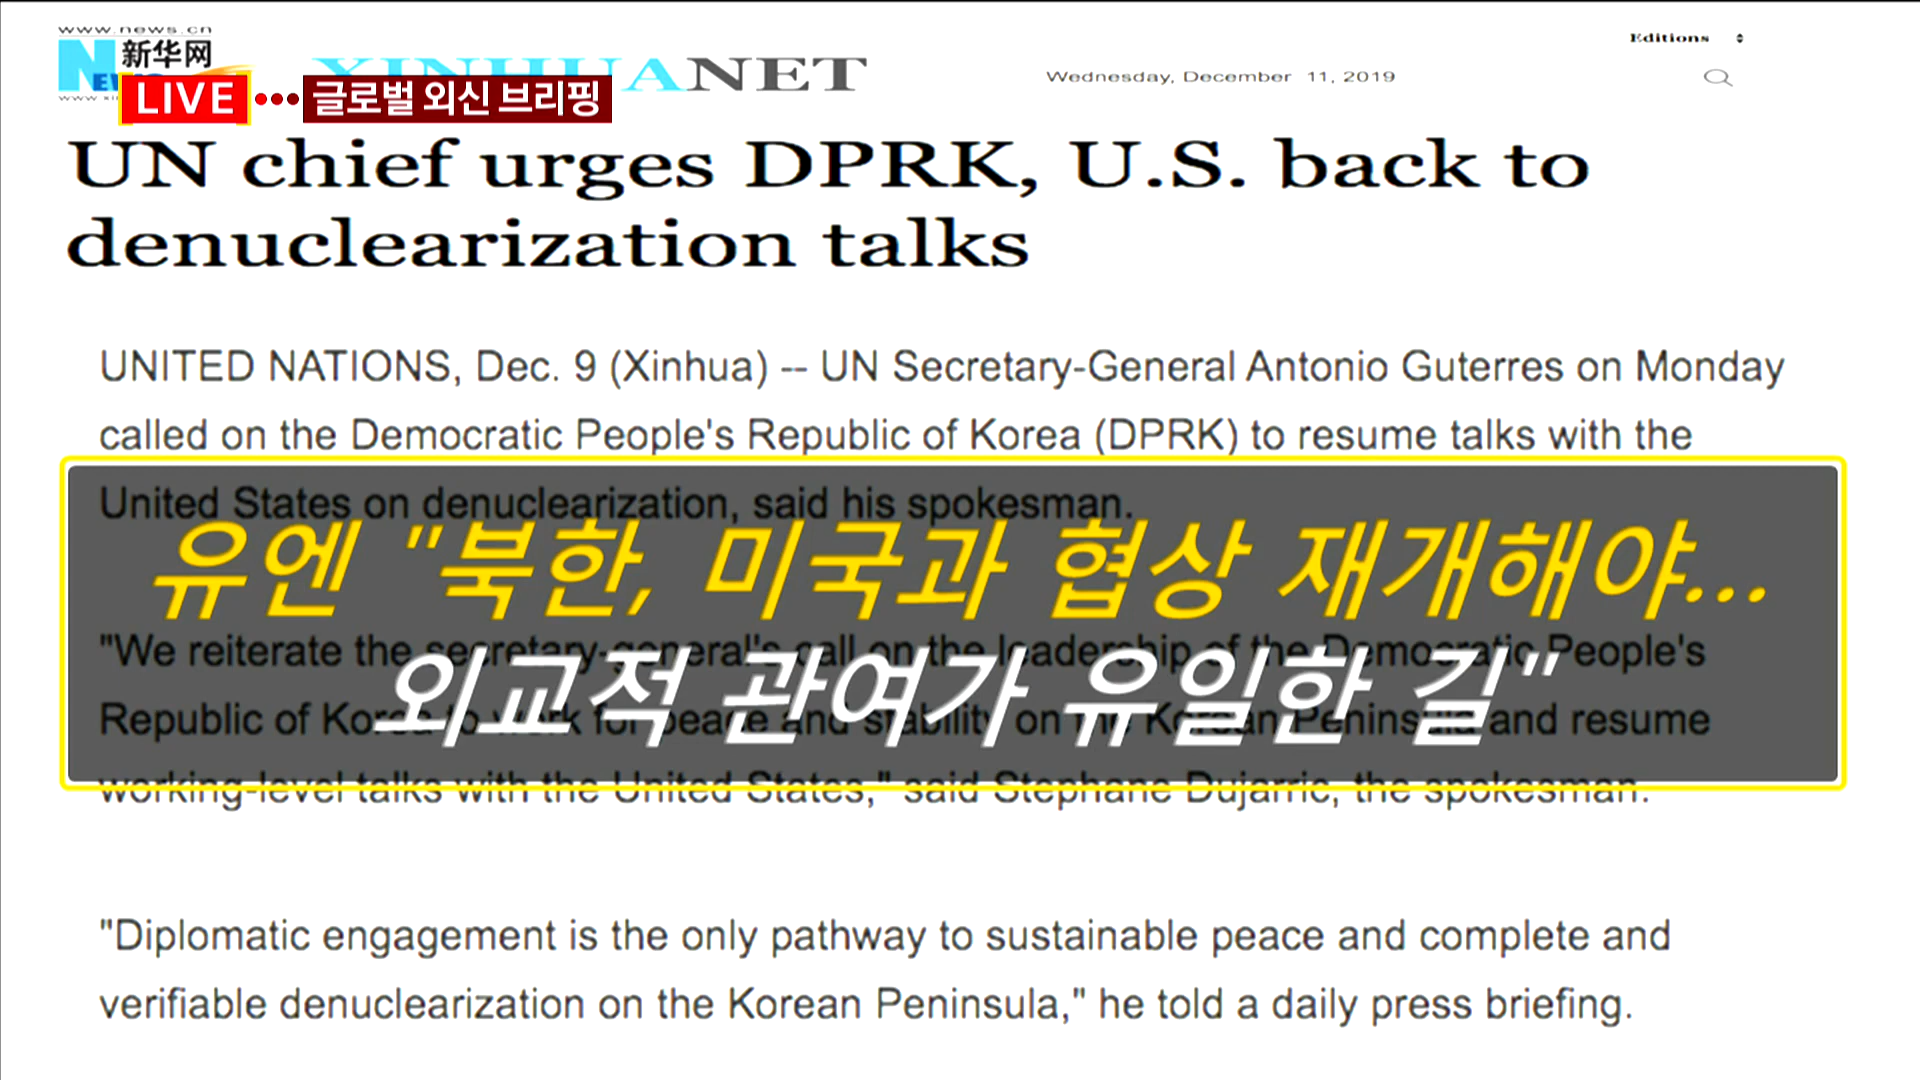 www.news.cn
新华网
XINHUANET
Wednesday, December 11, 2019
Editions
LIVE 글로벌 외신 브리핑
UN chief urges DPRK, U.S. back to
denuclearization talks
UNITED NATIONS, Dec. 9 (Xinhua) -- UN Secretary-General Antonio Guterres on Monday
called on the Democratic People's Republic of Korea (DPRK) to resume talks with the
United States on denuclearization, said his spokesman.
유엔 "북한, 미국과 협상 재개해야...
"We reiterate the secretary-general's call on the leadership of the Democratic People's
외교적 관여가 유일한 길"
Republic of Korea to work for peace and stability on the Korean Peninsula and resume
working-level talks with the United States," said Stephane Dujarric, the spokesman.
"Diplomatic engagement is the only pathway to sustainable peace and complete and
verifiable denuclearization on the Korean Peninsula," he told a daily press briefing.